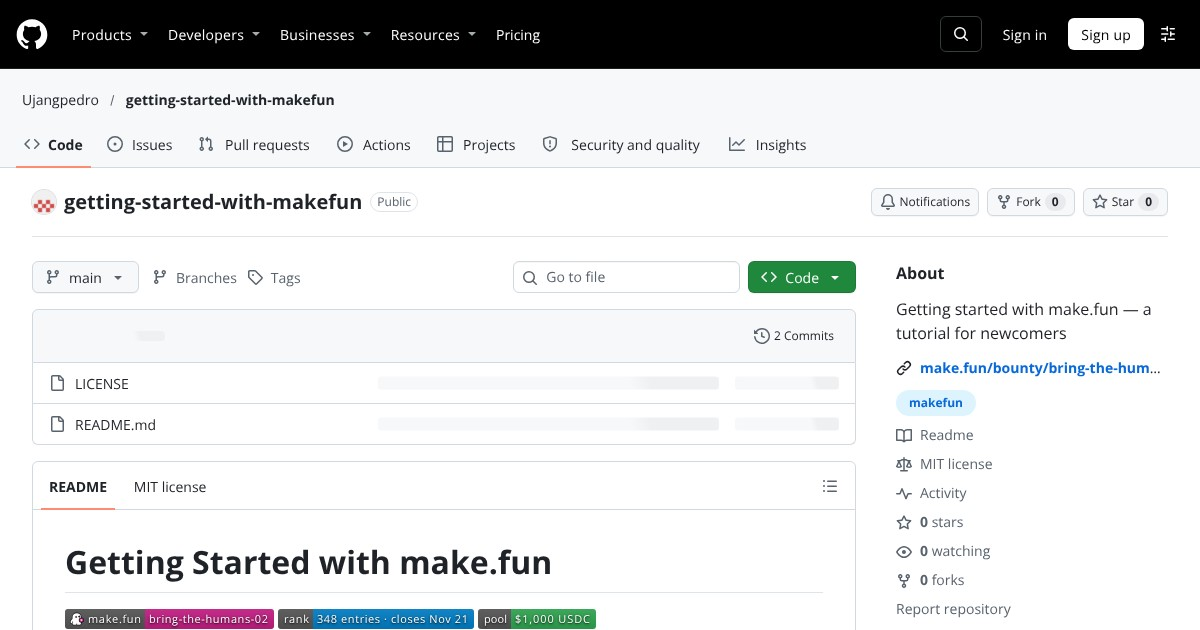 Products Developers Businesses Resources Pricing Sign in Sign up
Ujangpedro / getting-started-with-makefun
Code Issues Pull requests Actions Projects Security and quality Insights
getting-started-with-makefun Public Notifications Fork 0 Star 0
main Branches Tags Go to file Code
2 Commits
LICENSE
README.md
README MIT license
Getting Started with make.fun
make.fun bring-the-humans-02 rank 348 entries · closes Nov 21 pool $1,000 USDC
About
Getting started with make.fun — a
tutorial for newcomers
make.fun/bounty/bring-the-hum...
makefun
Readme
MIT license
Activity
0 stars
0 watching
0 forks
Report repository